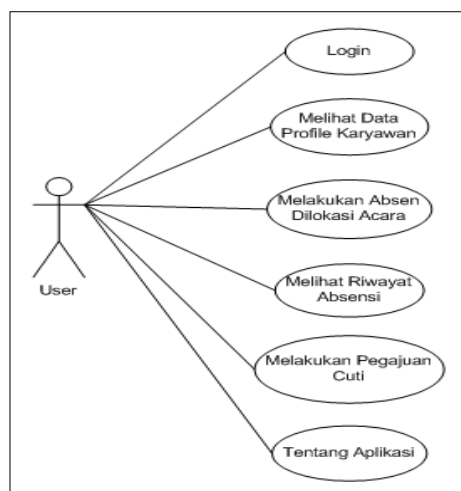 Login
Melihat Data
Profile Karyawan
Melakukan Absen
Dilokasi Acara
User
Melihat Riwayat
Absensi
Melakukan Pegajuan
Cuti
Tentang Aplikasi